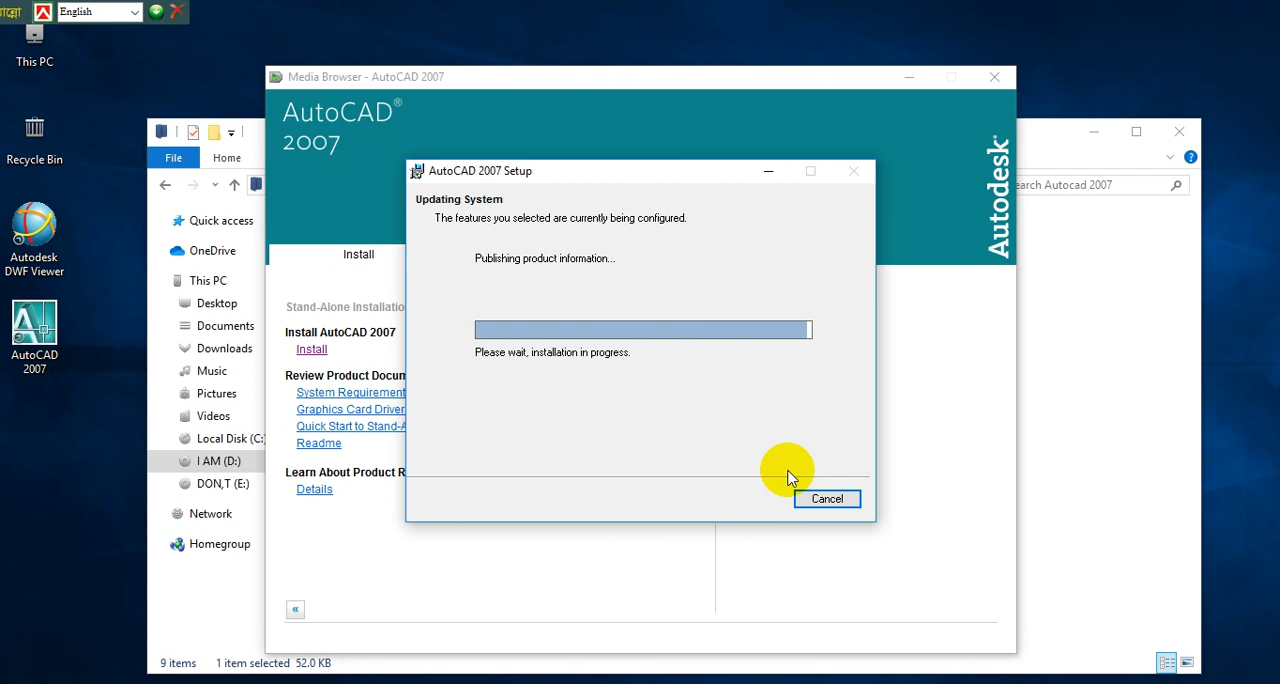 ান্নো
English
This PC
Recycle Bin
Autodesk
DWF Viewer
AutoCAD
2007
File
Home
earch Autocad 2007
Quick access
OneDrive
This PC
Desktop
Documents
Downloads
Music
Pictures
Videos
Local Disk (C:
I AM (D:)
DON,T (E:)
Network
Homegroup
9 items
1 item selected 52.0 KB
Media Browser - AutoCAD 2007
AutoCAD®
2007
Autodesk®
Install
Stand-Alone Installatio
Install AutoCAD 2007
Install
Review Product Docum
System Requirement
Graphics Card Driver
Quick Start to Stand-A
Readme
Learn About Product R
Details
«
AutoCAD 2007 Setup
Updating System
The features you selected are currently being configured.
Publishing product information...
Please wait, installation in progress.
Cancel